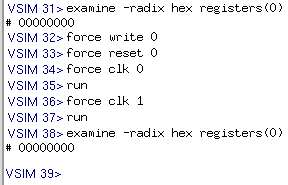 VSIM 31> examine -radix hex registers(0)
# 00000000
VSIM 32> force write 0
VSIM 33> force reset 0
VSIM 34> force clk 0
VSIM 35> run
VSIM 36> force clk 1
VSIM 37> run
VSIM 38> examine -radix hex registers(0)
# 00000000
VSIM 39>